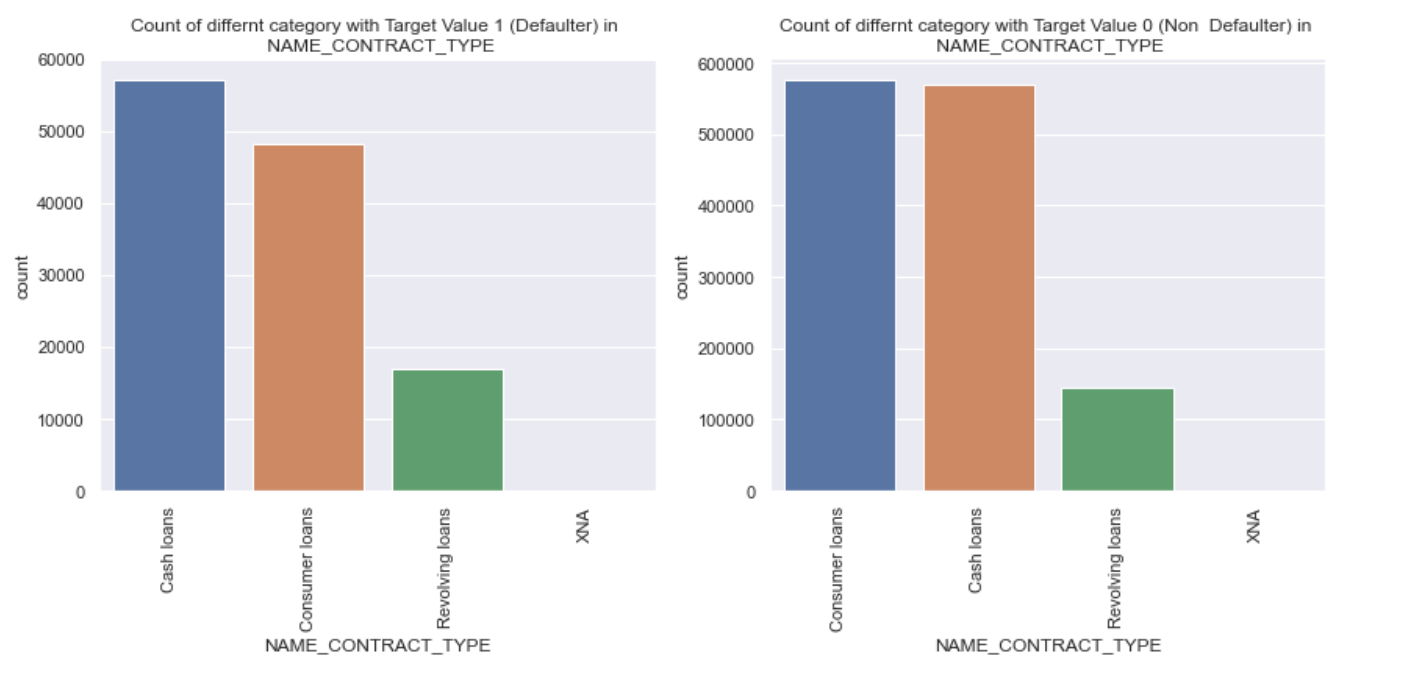 Count of differnt category with Target Value 1 (Defaulter) in
NAME_CONTRACT_TYPE
60000
50000
40000
30000
20000
10000
0
count
Cash loans
Consumer loans
Revolving loans
XNA
NAME_CONTRACT_TYPE
Count of differnt category with Target Value 0 (Non  Defaulter) in
NAME_CONTRACT_TYPE
600000
500000
400000
300000
200000
100000
0
count
Consumer loans
Cash loans
Revolving loans
XNA
NAME_CONTRACT_TYPE